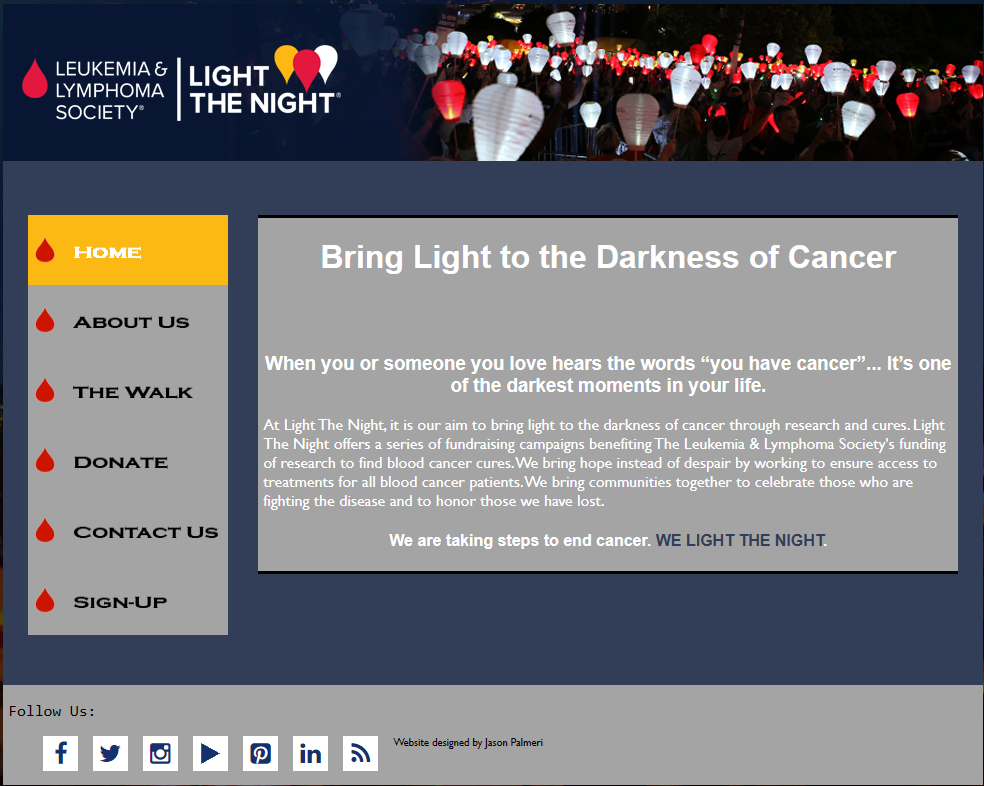 LEUKEMIA &
LYMPHOMA
SOCIETY®
LIGHT
THE NIGHT®
Home
About Us
The Walk
Donate
Contact Us
Sign-Up
Bring Light to the Darkness of Cancer
When you or someone you love hears the words “you have cancer”... It’s one
of the darkest moments in your life.
At Light The Night, it is our aim to bring light to the darkness of cancer through research and cures. Light
The Night offers a series of fundraising campaigns benefiting The Leukemia & Lymphoma Society's funding
of research to find blood cancer cures. We bring hope instead of despair by working to ensure access to
treatments for all blood cancer patients. We bring communities together to celebrate those who are
fighting the disease and to honor those we have lost.
We are taking steps to end cancer. WE LIGHT THE NIGHT.
Follow Us:
Website designed by Jason Palmeri